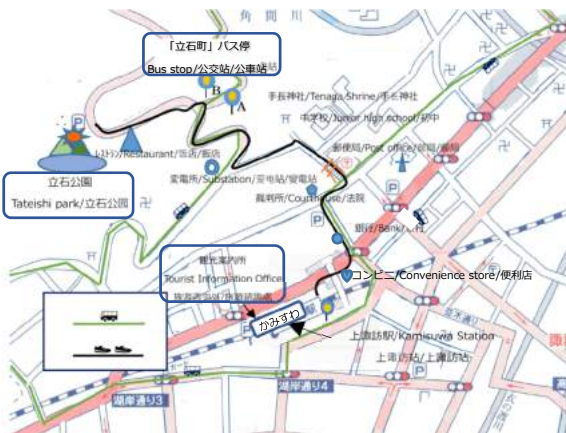 角間川
「立石町」バス停
Bus stop/公交站/公車站
B
A
P
手長神社/Tenaga Shrine/手长神社
中学校/Junior high school/初中
郵便局/Post office/邮局/郵局
レストラン/Restaurant/饭店/飯店
変電所/Substation/变电站/變電站
裁判所/Courthouse/法院
P
立石公園
Tateishi park/立石公园
銀行/Bank/
観光案内所
Tourist Information Office
コンビニ/Convenience store/便利店
かみすわ
駅
上諏訪駅/Kamisuwa Station
上诹访站/上諏訪站
P
P
湖岸通り4
湖岸通り3